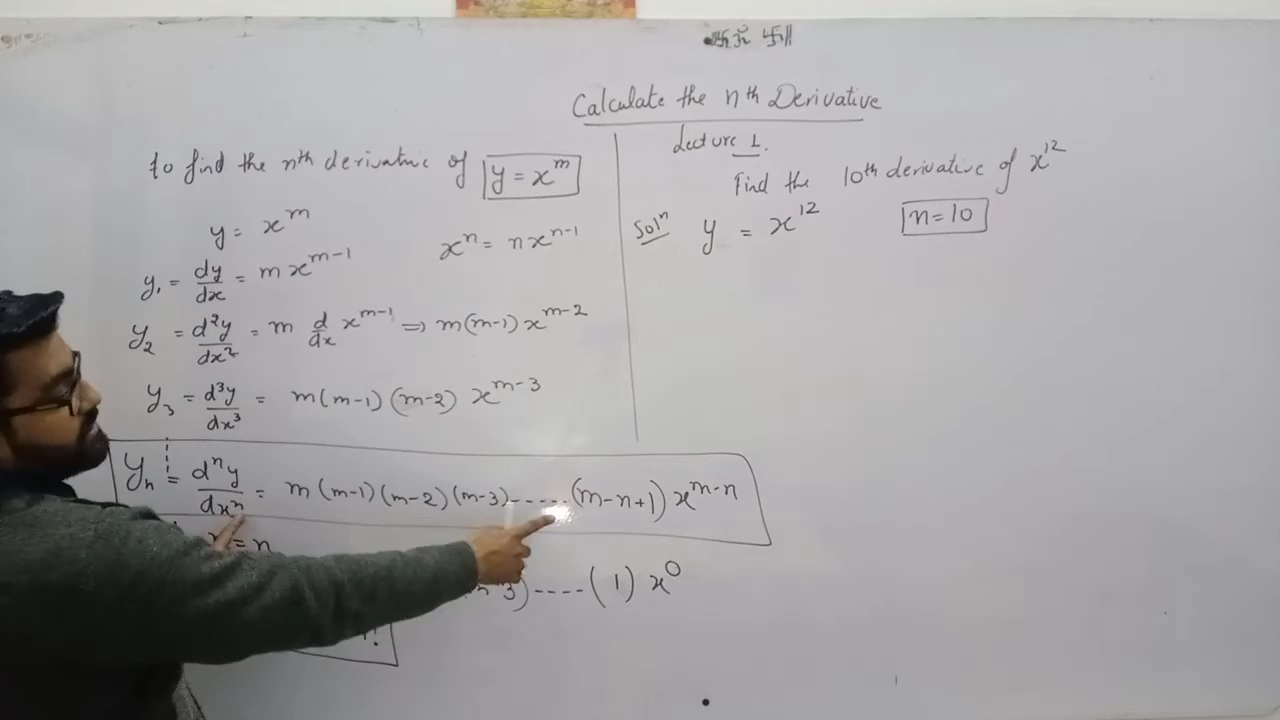 ૐ 卐॥
Calculate the nth Derivative
Lecture 1.
to find the nth derivative of y = x^m
y = x^m
x^n = nx^{n-1}
y₁ = dy/dx = mx^{m-1}
y₂ = d²y/dx² = m d/dx x^{m-1} ⇒ m(m-1)x^{m-2}
y₃ = d³y/dx³ = m(m-1)(m-2) x^{m-3}
yₙ = dⁿy/dxⁿ = m(m-1)(m-2)(m-3)-----(m-n+1) x^{m-n}
= n
3)----(1) x⁰
!
Find the 10th derivative of x^{12}
Solⁿ y = x^{12} n=10